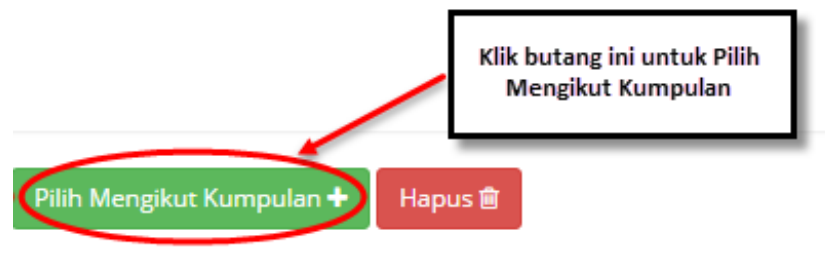 Klik butang ini untuk Pilih
Mengikut Kumpulan
Pilih Mengikut Kumpulan
Hapus